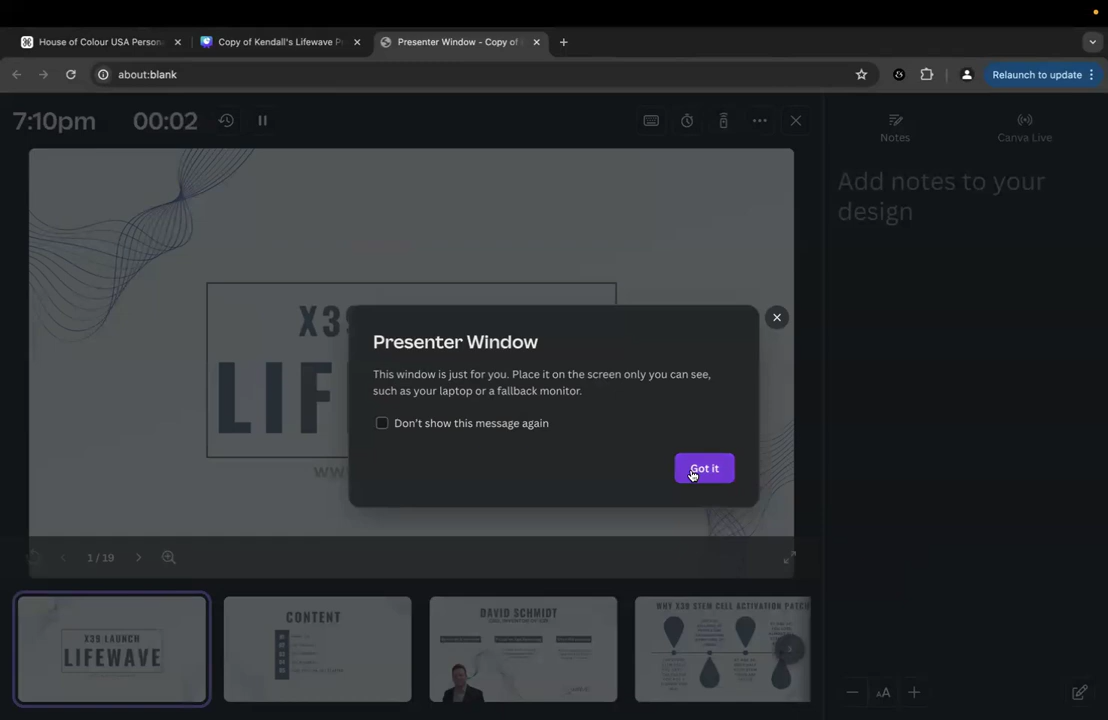 House of Colour USA Person
Copy of Kendall's Lifewave P
Presenter Window - Copy of
about:blank
Relaunch to update
7:10pm
00:02
Notes
Canva Live
Add notes to your
design
X39
LIF
WW
Presenter Window
This window is just for you. Place it on the screen only you can see,
such as your laptop or a fallback monitor.
Don't show this message again
Got it
1 / 19
X39 LAUNCH
LIFEWAVE
CONTENT
DAVID SCHMIDT
WHY X39 STEM CELL ACTIVATION PATCH
AA